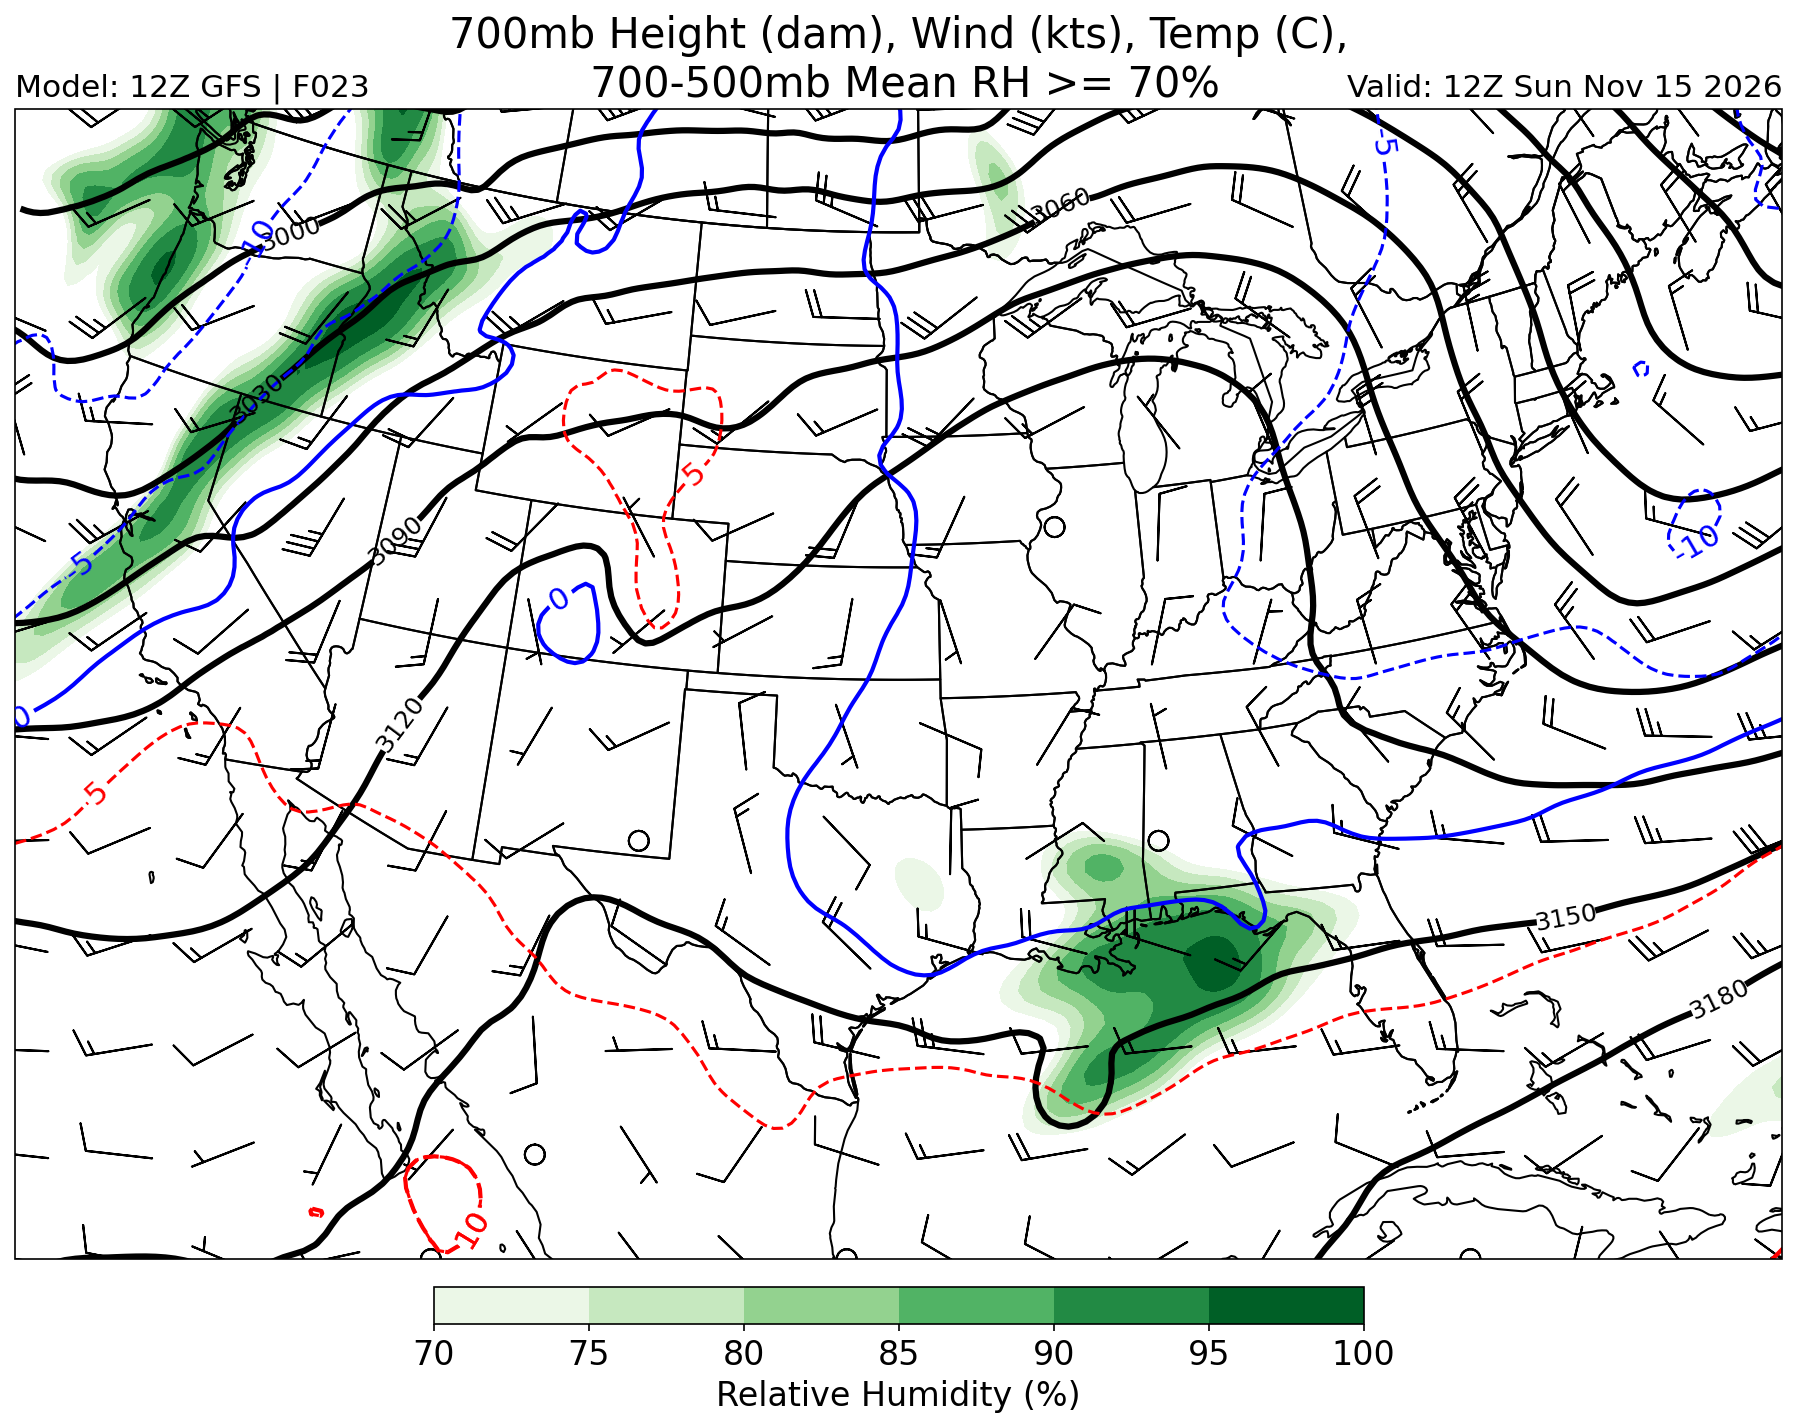 700mb Height (dam), Wind (kts), Temp (C),
700-500mb Mean RH >= 70%
Model: 12Z GFS | F023
Valid: 12Z Sun Nov 15 2026
-5
3060
-10
3000
3030
5
3090
-5
-10
0
0
3120
5
3150
3180
10
70 75 80 85 90 95 100
Relative Humidity (%)